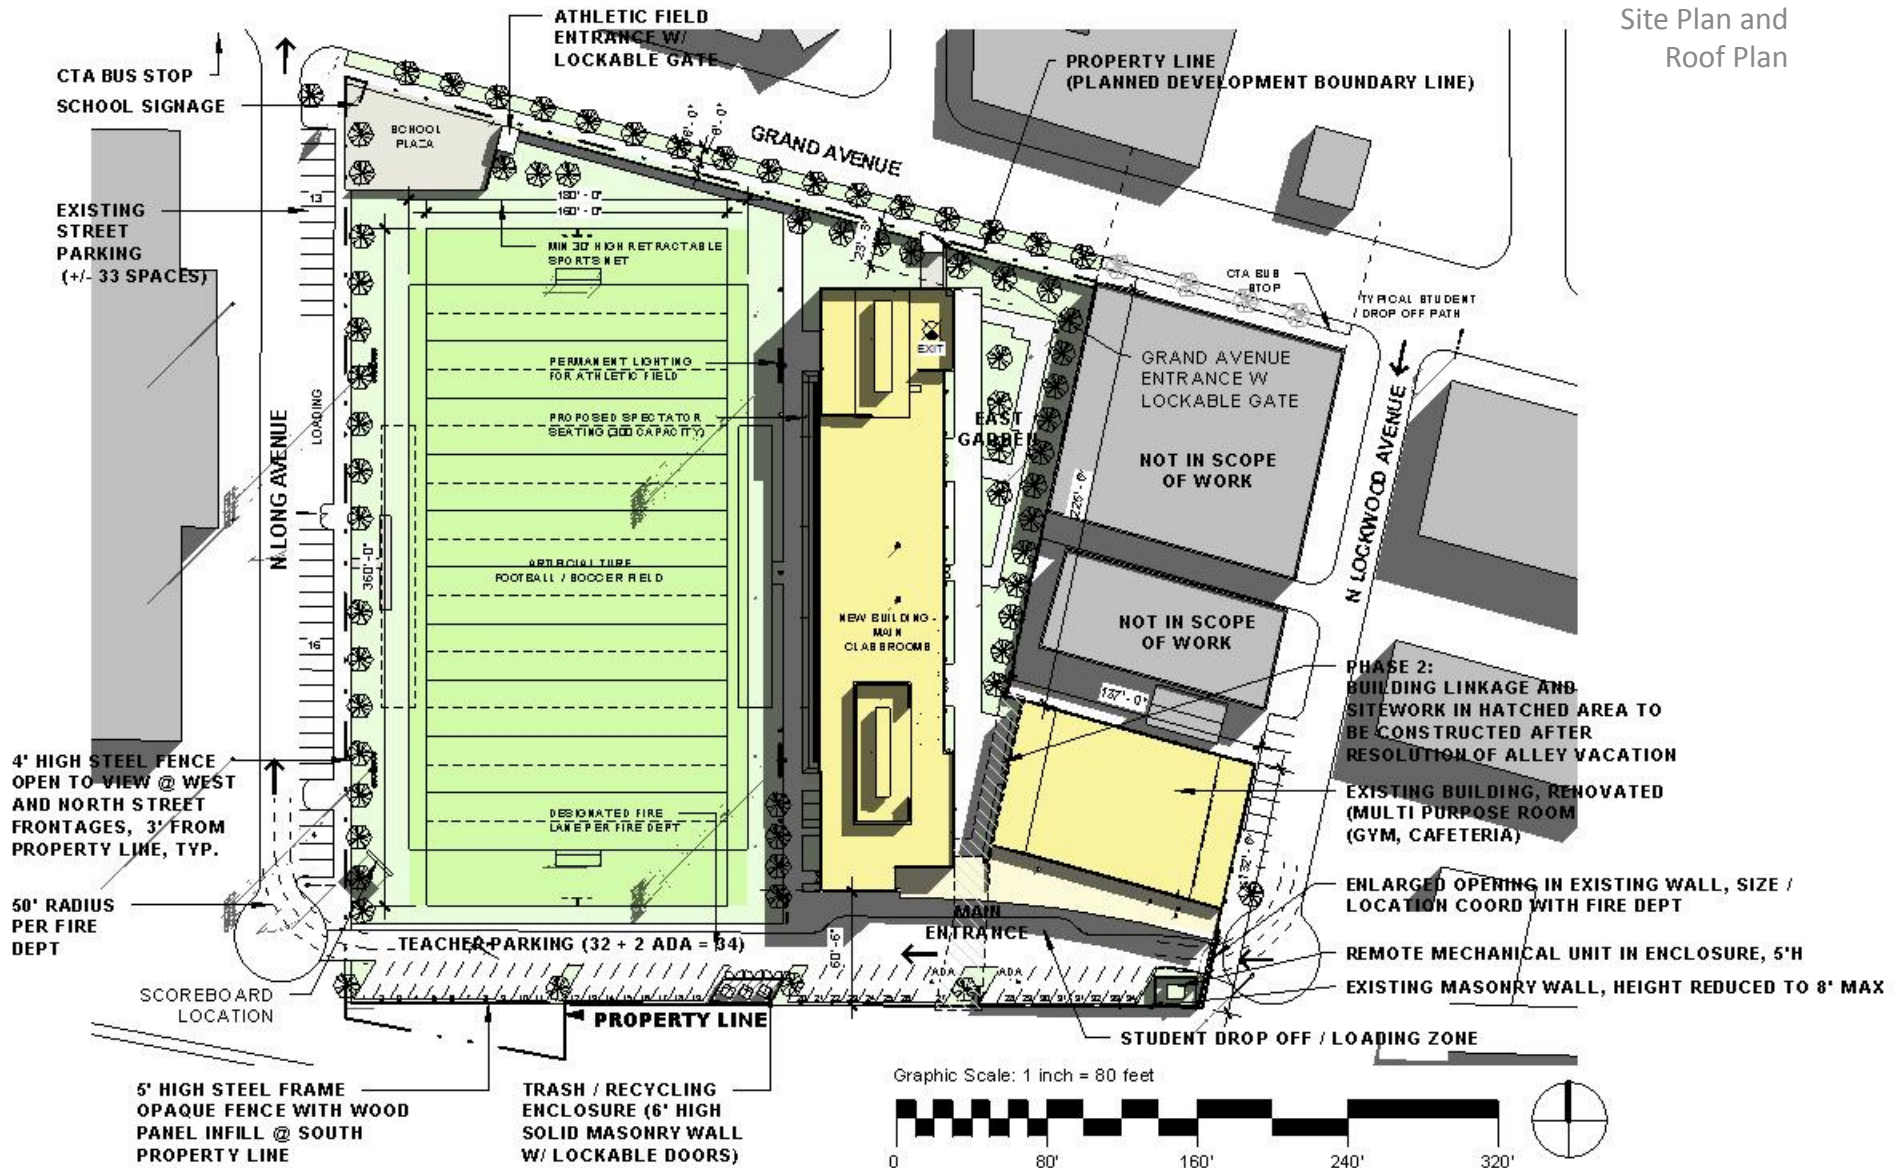 Site Plan and
Roof Plan
ATHLETIC FIELD
ENTRANCE W/
LOCKABLE GATE
PROPERTY LINE
(PLANNED DEVELOPMENT BOUNDARY LINE)
CTA BUS STOP
SCHOOL SIGNAGE
SCHOOL
PLAZA
GRAND AVENUE
EXISTING
STREET
PARKING
(+/- 33 SPACES)
13
180' - 0"
160' - 0"
MIN 30' HIGH RETRACTABLE
SPORTS NET
CTA BUS
STOP
TYPICAL STUDENT
DROP OFF PATH
EXIT
PERMANENT LIGHTING
FOR ATHLETIC FIELD
GRAND AVENUE
ENTRANCE W
LOCKABLE GATE
PROPOSED SPECTATOR
SEATING (300 CAPACITY)
EAST
GARDEN
LOADING
N LONG AVENUE
NOT IN SCOPE
OF WORK
N LOCKWOOD AVENUE
225'- 6"
360'-0"
ARTIFICIAL TURF
FOOTBALL / SOCCER FIELD
NEW BUILDING -
MAIN
CLASSROOMS
NOT IN SCOPE
OF WORK
16
PHASE 2:
BUILDING LINKAGE AND
SITEWORK IN HATCHED AREA TO
BE CONSTRUCTED AFTER
RESOLUTION OF ALLEY VACATION
187'- 0"
4' HIGH STEEL FENCE
OPEN TO VIEW @ WEST
AND NORTH STREET
FRONTAGES, 3' FROM
PROPERTY LINE, TYP.
EXISTING BUILDING, RENOVATED
(MULTI PURPOSE ROOM
(GYM, CAFETERIA)
DESIGNATED FIRE
LANE PER FIRE DEPT
4
132'- 6"
50' RADIUS
PER FIRE
DEPT
ENLARGED OPENING IN EXISTING WALL, SIZE /
LOCATION COORD WITH FIRE DEPT
MAIN
ENTRANCE
TEACHER PARKING (32 + 2 ADA = 34)
60'-6"
ADA
ADA
REMOTE MECHANICAL UNIT IN ENCLOSURE, 5'H
EXISTING MASONRY WALL, HEIGHT REDUCED TO 8' MAX
SCOREBOARD
LOCATION
PROPERTY LINE
STUDENT DROP OFF / LOADING ZONE
5' HIGH STEEL FRAME
OPAQUE FENCE WITH WOOD
PANEL INFILL @ SOUTH
PROPERTY LINE
TRASH / RECYCLING
ENCLOSURE (6' HIGH
SOLID MASONRY WALL
W/ LOCKABLE DOORS)
Graphic Scale: 1 inch = 80 feet
0 80' 160' 240' 320'